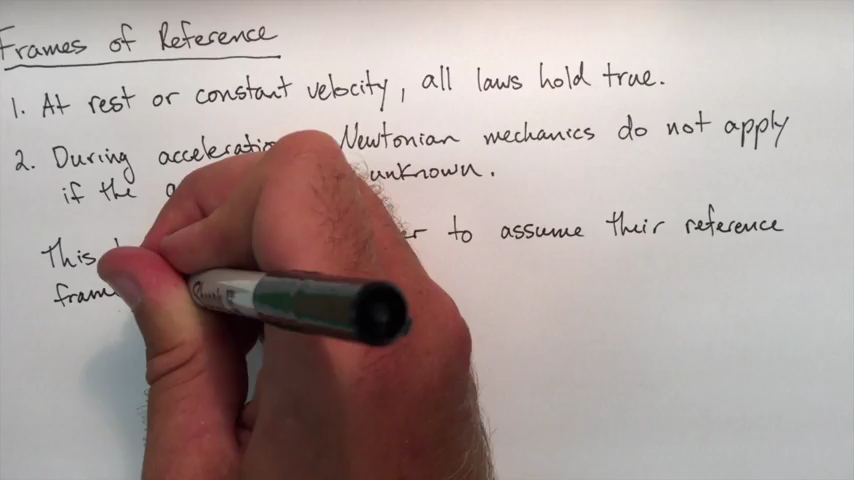 Frames of Reference
1. At rest or constant velocity, all laws hold true.
2. During Newtonian mechanics do not apply
if the unknown.
This to assume their reference